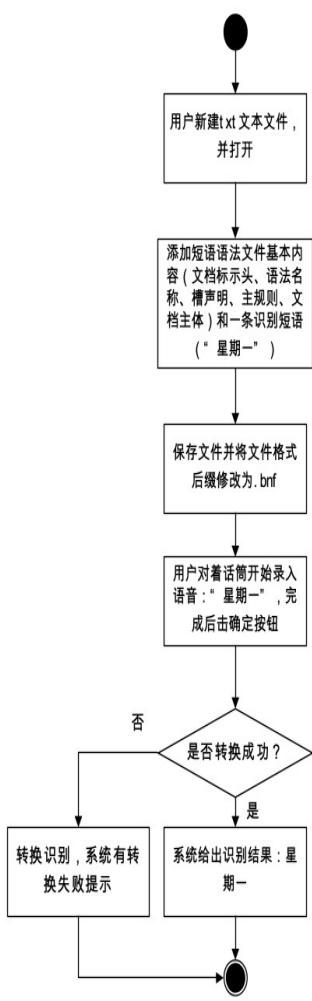 用户新建txt文本文件，
并打开
添加短语语法文件基本内
容（文档标示头、语法名
称、槽声明、主规则、文
档主体）和一条识别短语
（“星期一”）
保存文件并将文件格式
后缀修改为.bnf
用户对着话筒开始录入
语音：“星期一”，完
成后击确定按钮
否
是否转换成功？
是
转换识别，系统有转
换失败提示
系统给出识别结果：星
期一